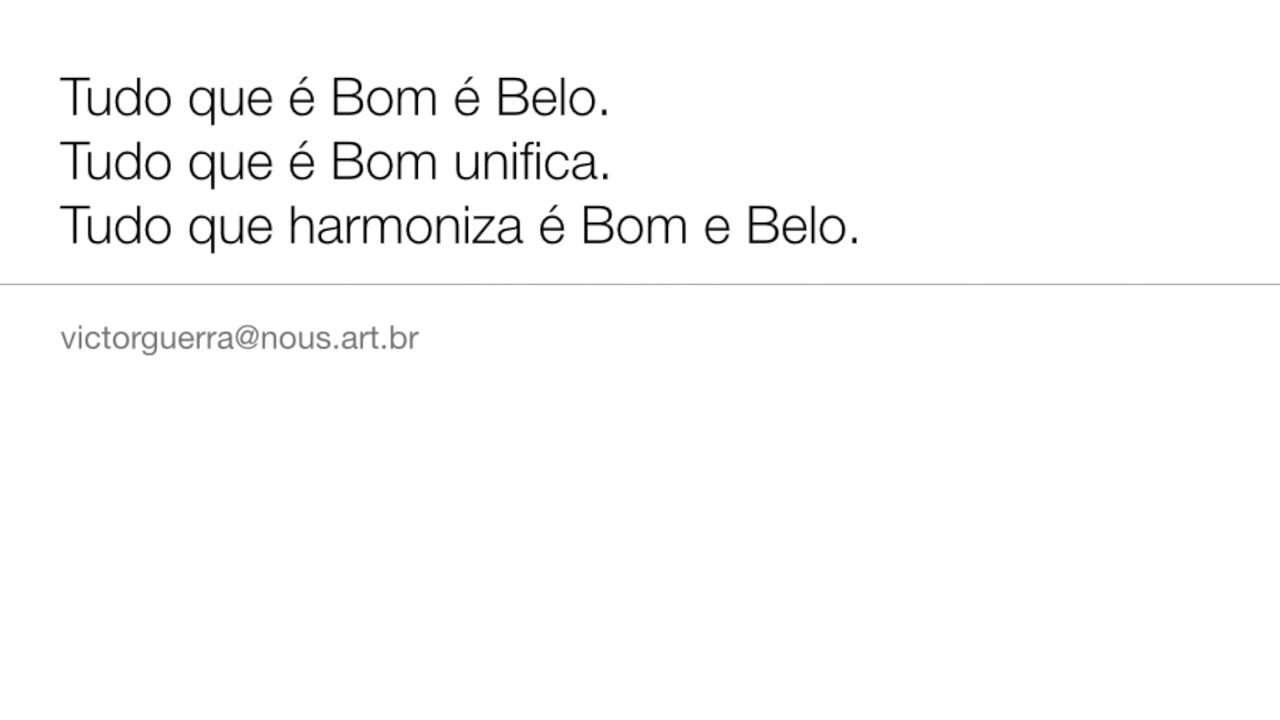 Tudo que é Bom é Belo.
Tudo que é Bom unifica.
Tudo que harmoniza é Bom e Belo.
victorguerra@nous.art.br